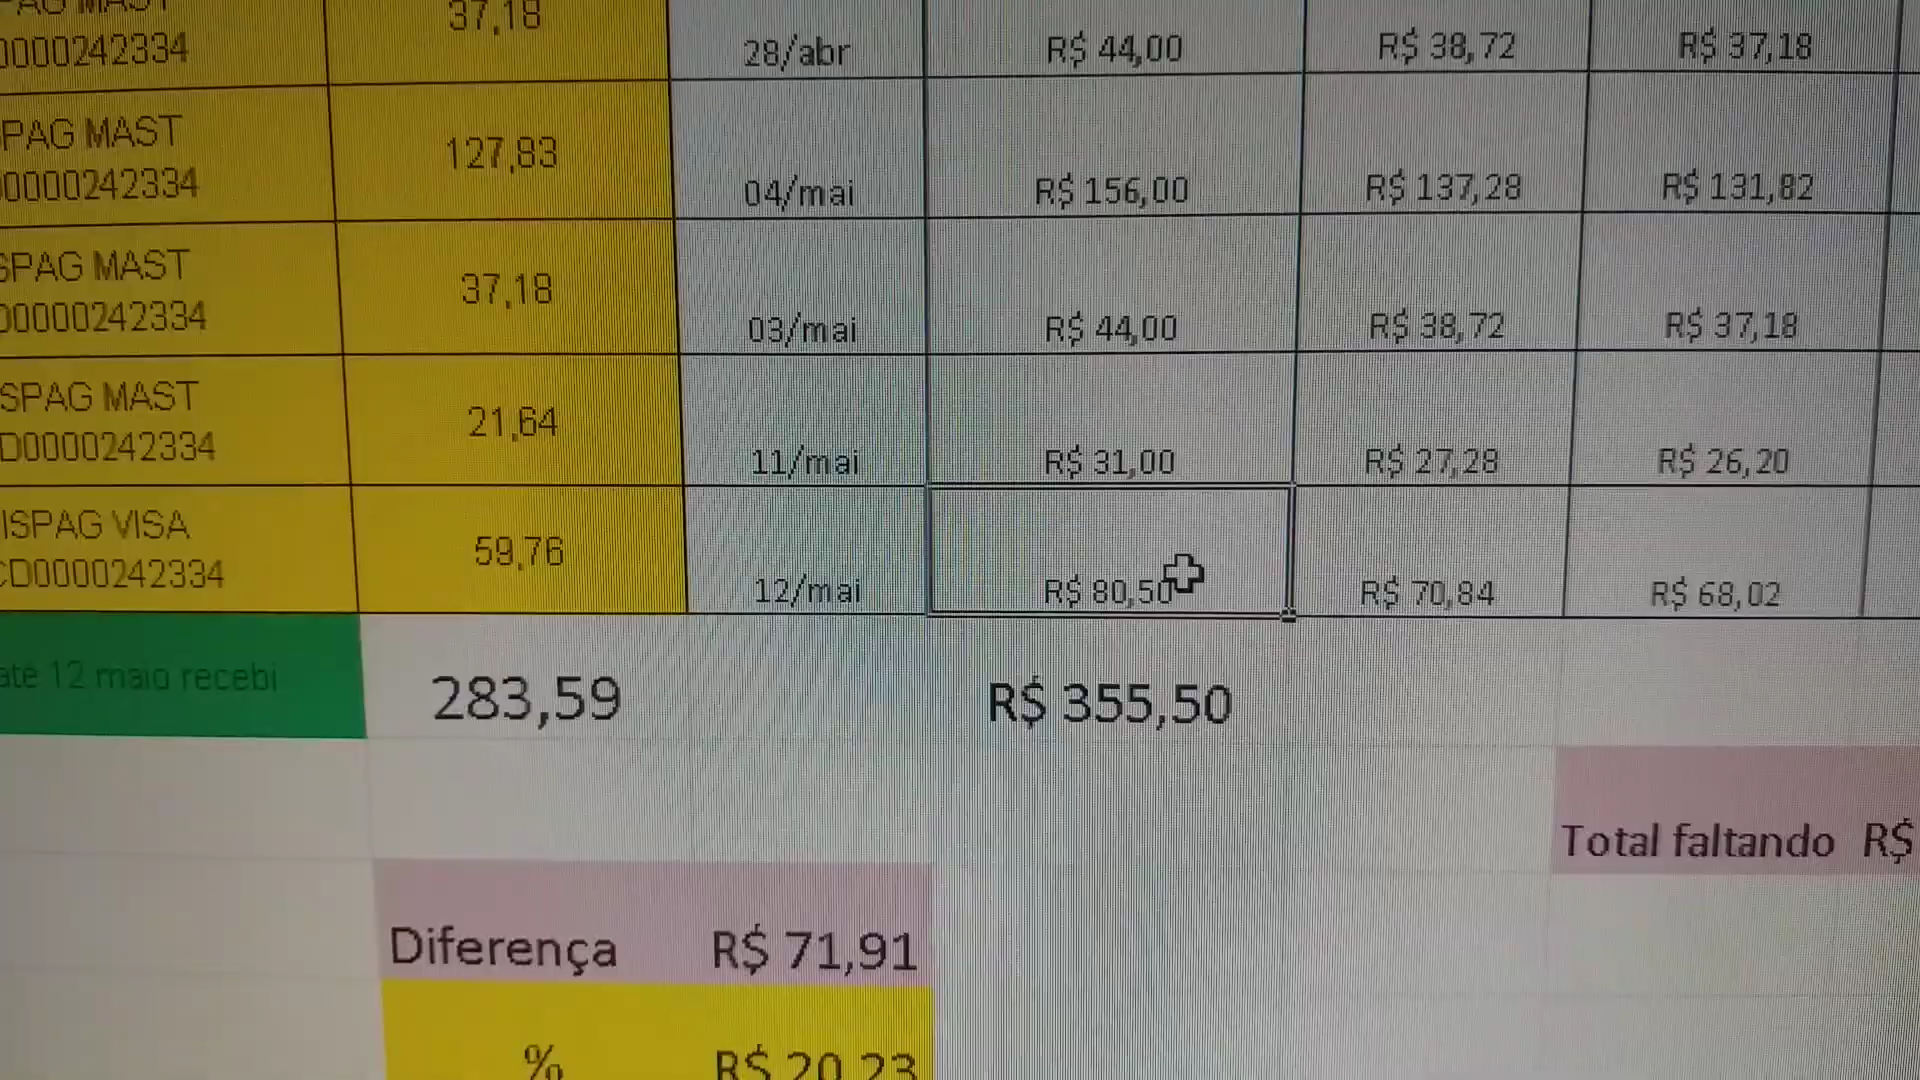 PAG MAST 37,18
0000242334 28/abr R$ 44,00 R$ 38,72 R$ 37,18
PAG MAST 127,83
0000242334 04/mai R$ 156,00 R$ 137,28 R$ 131,82
SPAG MAST 37,18
0000242334 03/mai R$ 44,00 R$ 38,72 R$ 37,18
SPAG MAST 21,64
D0000242334 11/mai R$ 31,00 R$ 27,28 R$ 26,20
ISPAG VISA 59,76
CD0000242334 12/mai R$ 80,50 R$ 70,84 R$ 68,02
ate 12 maio recebi 283,59 R$ 355,50
Total faltando R$
Diferença R$ 71,91
% R$ 20,23